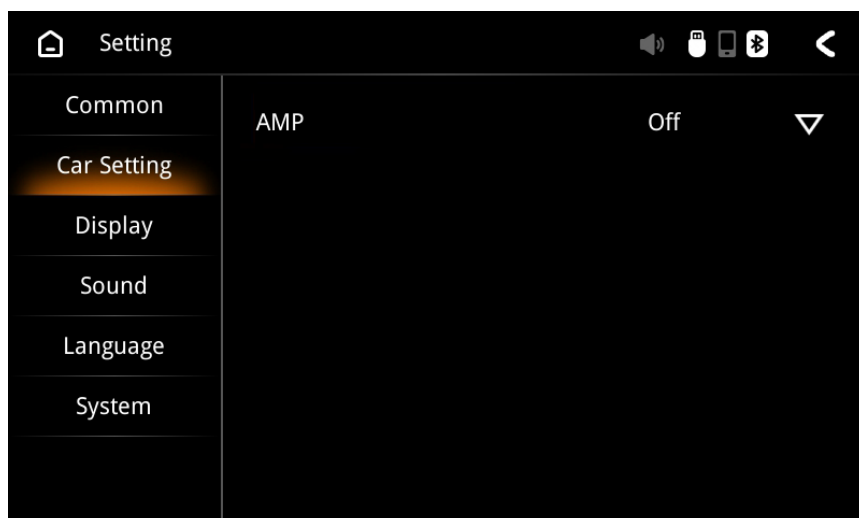 Setting
Common
Car Setting
Display
Sound
Language
System
AMP Off